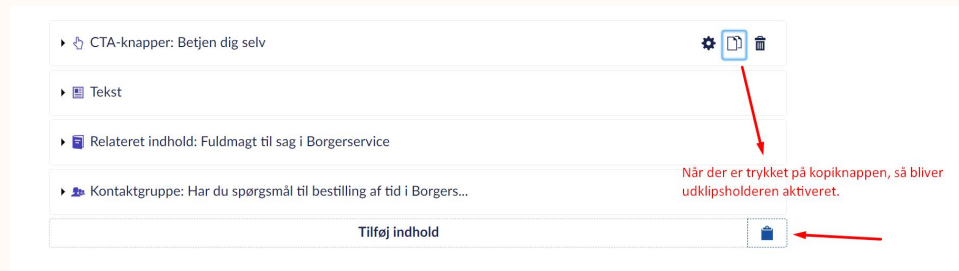 CTA-knapper: Betjen dig selv
Tekst
Relateret indhold: Fuldmagt til sag i Borgerservice
Når der er trykket på kopiknappen, så bliver
udklipsholderen aktiveret.
Kontaktgruppe: Har du spørgsmål til bestilling af tid i Borgers...
Tilføj indhold